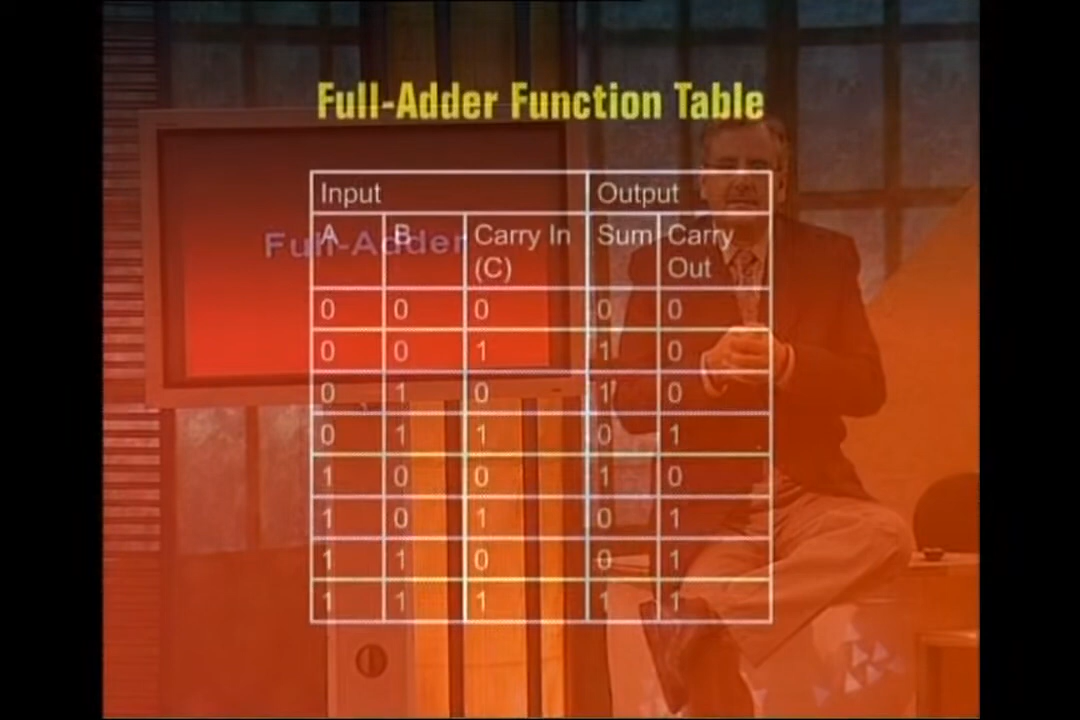 Full-Adder Function Table
Input Output
A B Carry In (C) Sum Carry Out
0 0 0 0 0
0 0 1 1 0
0 1 0 1 0
0 1 1 0 1
1 0 0 1 0
1 0 1 0 1
1 1 0 0 1
1 1 1 1 1
Full-Adder